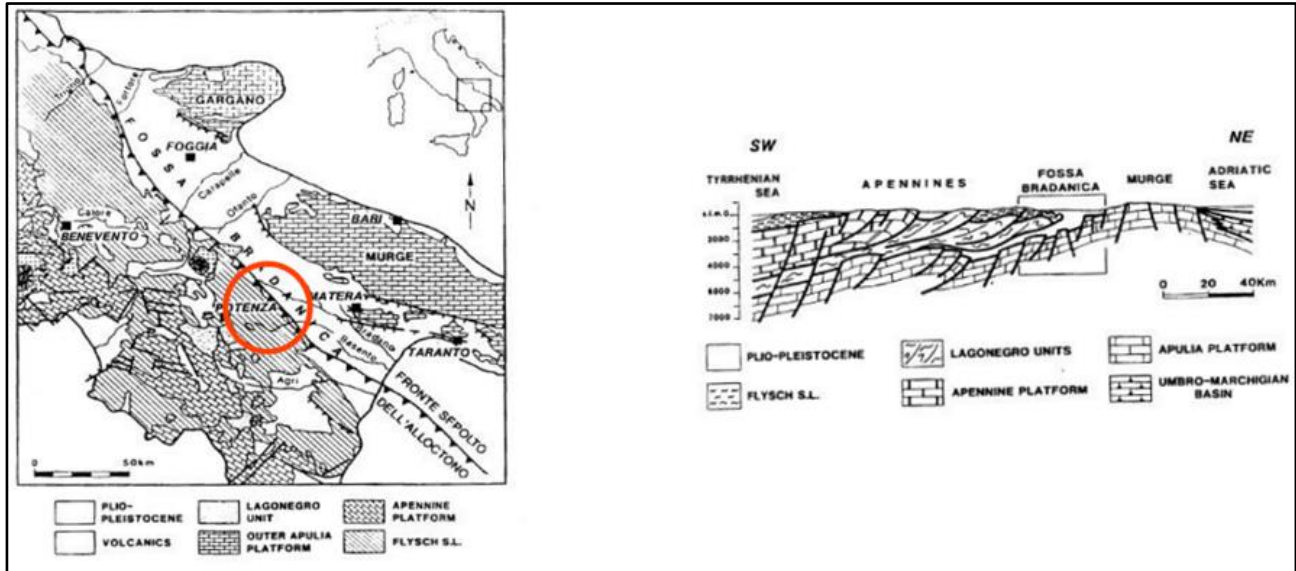 GARGANO
Fortore
FOGGIA
FOSSA
Carapelle
Ofanto
BARI
Calore
BENEVENTO
MURGE
BRADANICA
MATERA
POTENZA
Bradano
Basento
TARANTO
Agri
FRONTE SEPOLTO
DELL'ALLOCTONO
N
0 50km
PLIO-
PLEISTOCENE
LAGONEGRO
UNIT
APENNINE
PLATFORM
VOLCANICS
OUTER APULIA
PLATFORM
FLYSCH S.L.
SW
NE
TYRRHENIAN
SEA
APENNINES
FOSSA
BRADANICA
MURGE
ADRIATIC
SEA
4000
7000
0 20 40Km
PLIO-PLEISTOCENE
LAGONEGRO UNITS
APULIA PLATFORM
FLYSCH S.L.
APENNINE PLATFORM
UMBRO-MARCHIGIAN
BASIN